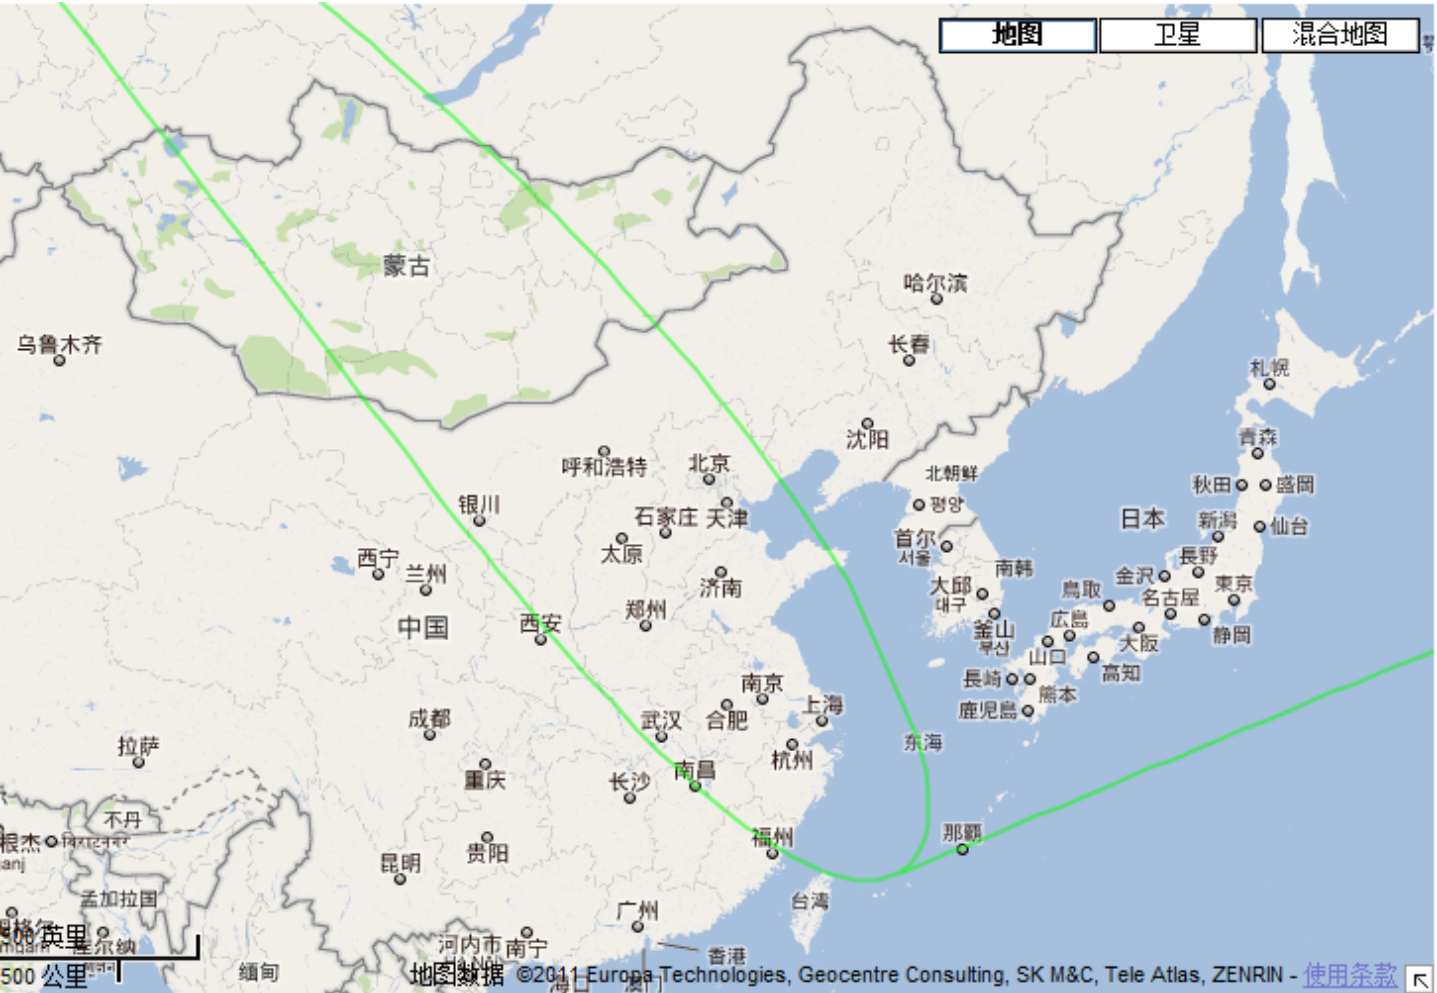 地图
卫星
混合地图
蒙古
哈尔滨
乌鲁木齐
长春
札幌
沈阳
青森
呼和浩特
北京
北朝鲜
秋田
盛岡
银川
石家庄
天津
평양
日本
新潟
仙台
太原
首尔
서울
西宁
兰州
济南
南韩
長野
金沢
大邱
대구
鳥取
名古屋
東京
中国
西安
郑州
釜山
부산
広島
大阪
静岡
山口
高知
南京
長崎
熊本
成都
武汉
合肥
上海
鹿児島
拉萨
东海
杭州
重庆
长沙
南昌
不丹
福州
那覇
贵阳
昆明
孟加拉国
台湾
广州
500 英里
河内市
南宁
香港
500 公里
缅甸
地图数据 ©2011 Europa Technologies, Geocentre Consulting, SK M&C, Tele Atlas, ZENRIN - 使用条款